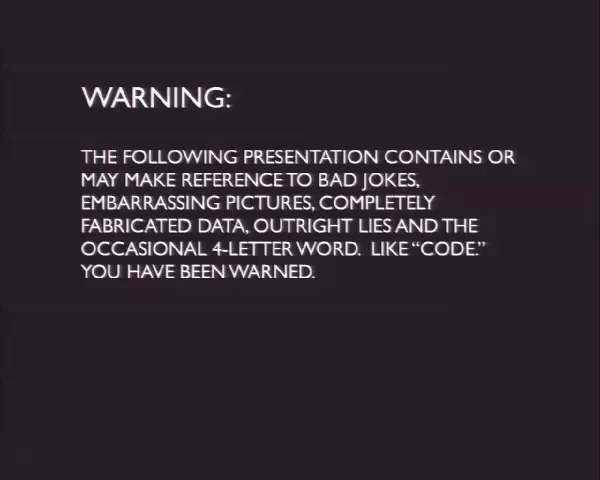 WARNING:
THE FOLLOWING PRESENTATION CONTAINS OR
MAY MAKE REFERENCE TO BAD JOKES,
EMBARRASSING PICTURES, COMPLETELY
FABRICATED DATA, OUTRIGHT LIES AND THE
OCCASIONAL 4-LETTER WORD.  LIKE “CODE.”
YOU HAVE BEEN WARNED.